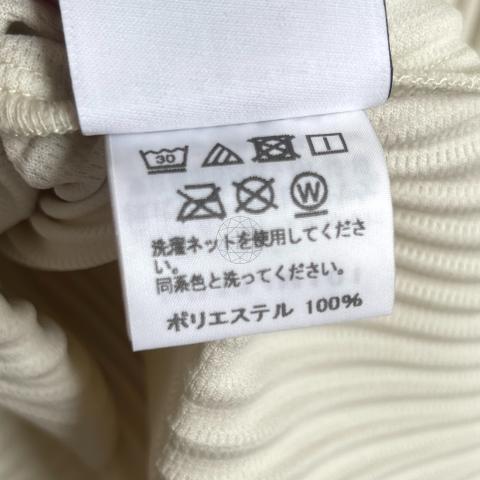 30
W
洗濯ネットを使用してくださ
い。
同系色と洗ってください。
ポリエステル 100%